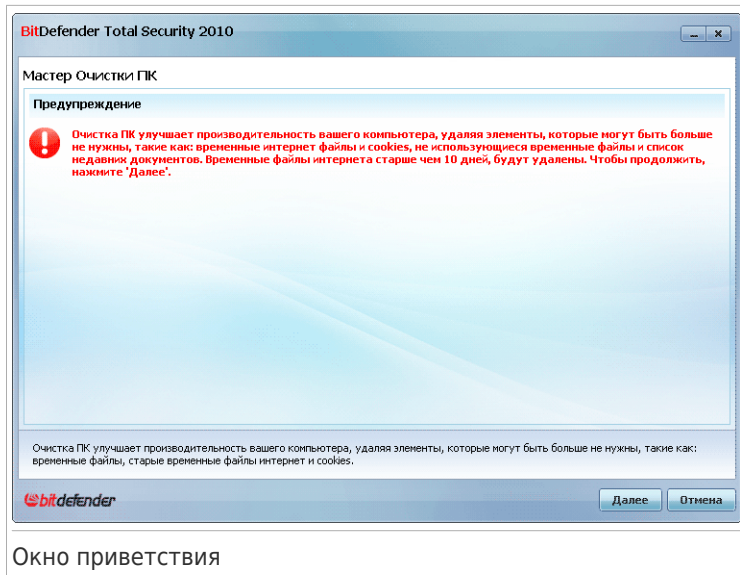 BitDefender Total Security 2010
Мастер Очистки ПК
Предупреждение
Очистка ПК улучшает производительность вашего компьютера, удаляя элементы, которые могут быть больше
не нужны, такие как: временные интернет файлы и cookies, не использующиеся временные файлы и список
недавних документов. Временные файлы интернета старше чем 10 дней, будут удалены. Чтобы продолжить,
нажмите 'Далее'.
Очистка ПК улучшает производительность вашего компьютера, удаляя элементы, которые могут быть больше не нужны, такие как:
временные файлы, старые временные файлы интернет и cookies.
bitdefender
Далее
Отмена
Окно приветствия